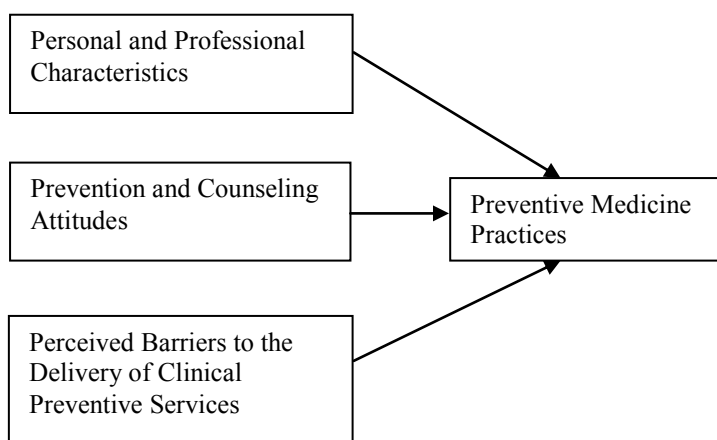 Personal and Professional
Characteristics
Prevention and Counseling
Attitudes
Preventive Medicine
Practices
Perceived Barriers to the
Delivery of Clinical
Preventive Services